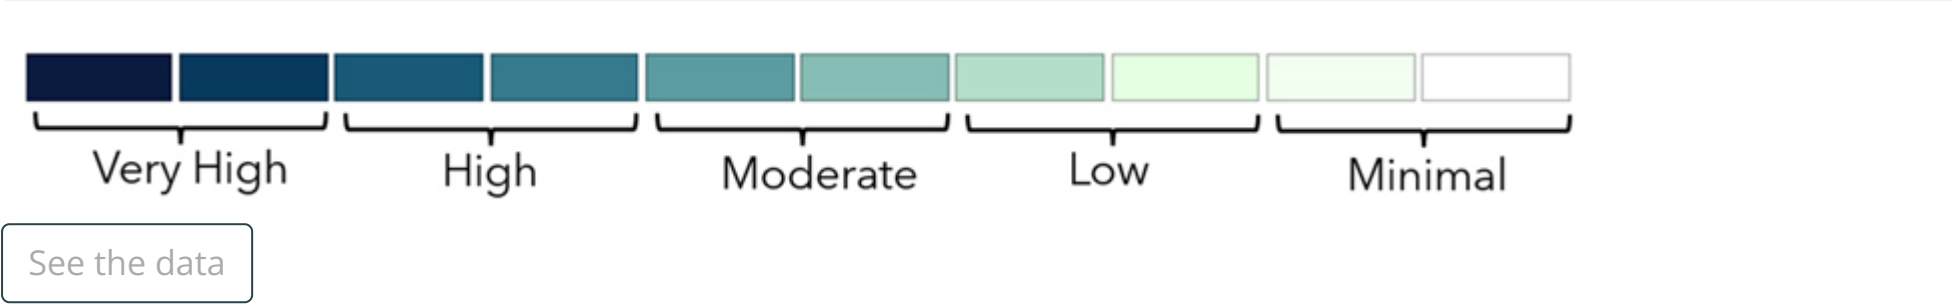 Very High High Moderate Low Minimal
See the data